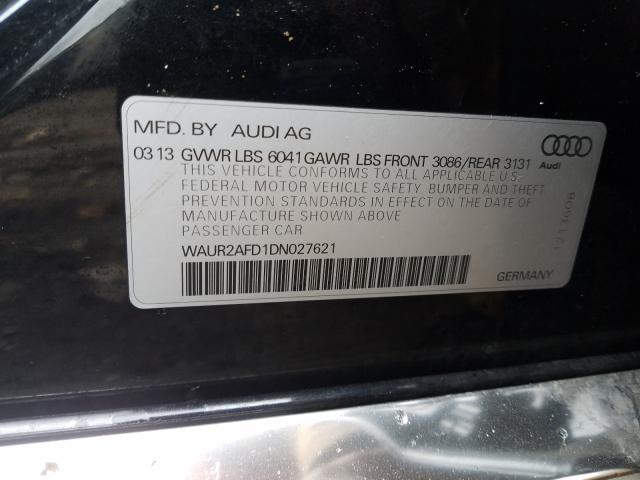 MFD. BY AUDI AG
03 13 GVWR LBS 6041 GAWR LBS FRONT 3086/REAR 3131
THIS VEHICLE CONFORMS TO ALL APPLICABLE U.S.
FEDERAL MOTOR VEHICLE SAFETY, BUMPER AND THEFT
PREVENTION STANDARDS IN EFFECT ON THE DATE OF
MANUFACTURE SHOWN ABOVE
PASSENGER CAR
WAUR2AFD1DN027621
Audi
1213608
GERMANY